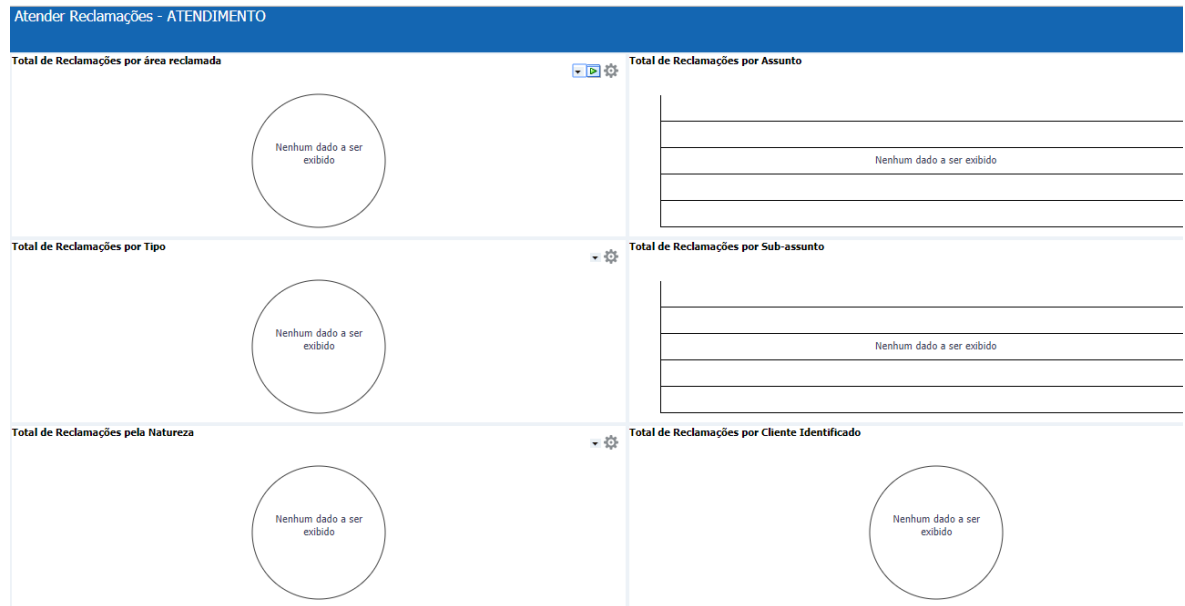 Atender Reclamações - ATENDIMENTO
Total de Reclamações por área reclamada
Nenhum dado a ser
exibido
Total de Reclamações por Assunto
Nenhum dado a ser exibido
Total de Reclamações por Tipo
Nenhum dado a ser
exibido
Total de Reclamações por Sub-assunto
Nenhum dado a ser exibido
Total de Reclamações pela Natureza
Nenhum dado a ser
exibido
Total de Reclamações por Cliente Identificado
Nenhum dado a ser
exibido